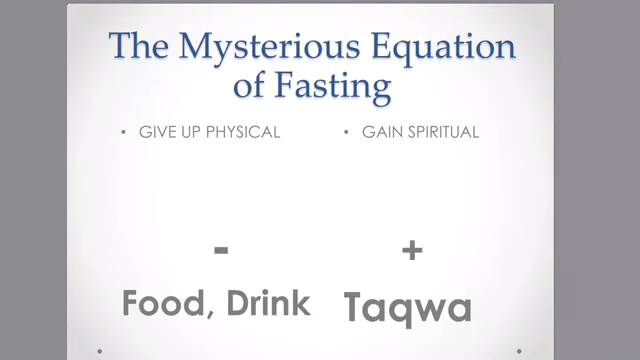 The Mysterious Equation
of Fasting
• GIVE UP PHYSICAL
• GAIN SPIRITUAL
-
+
Food, Drink
Taqwa